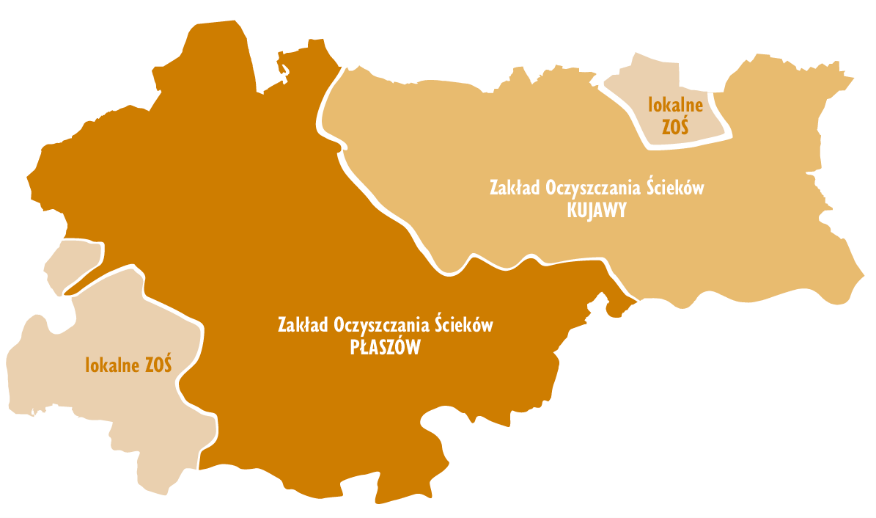 lokalne
ZOŚ
Zakład Oczyszczania Ścieków
KUJAWY
Zakład Oczyszczania Ścieków
PŁASZÓW
lokalne ZOŚ